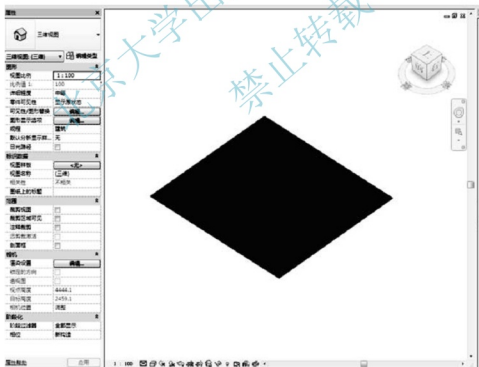 属性
三维视图
三维视图: (三维)
编辑类型
图形
视图比例 1 : 100
比例值 1: 100
详细程度 中等
零件可见性 显示原状态
可见性/图形替换 编辑...
图形显示选项 编辑...
规程 建筑
默认分析显示样... 无
日光路径
标识数据
视图样板 <无>
视图名称 {三维}
相关性 不相关
图纸上的标题
范围
裁剪视图
裁剪区域可见
注释裁剪
远剪裁激活
剖面框
相机
渲染设置 编辑...
锁定的方向
透视图
视点高度
目标高度 2459.1
相机位置 调整
阶段化
阶段过滤器 全部显示
相位 新构造
属性帮助 应用
1 : 100
禁止转载